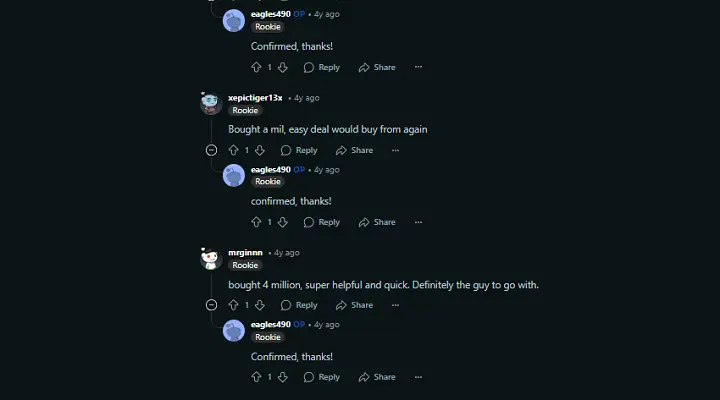 eagles490 OP • 4y ago
Rookie
Confirmed, thanks!
1 Reply Share ...
xepictiger13x • 4y ago
Rookie
Bought a mil, easy deal would buy from again
1 Reply Share ...
eagles490 OP • 4y ago
Rookie
confirmed, thanks!
1 Reply Share ...
mrginnn • 4y ago
Rookie
bought 4 million, super helpful and quick. Definitely the guy to go with.
1 Reply Share ...
eagles490 OP • 4y ago
Rookie
Confirmed, thanks!
1 Reply Share ...